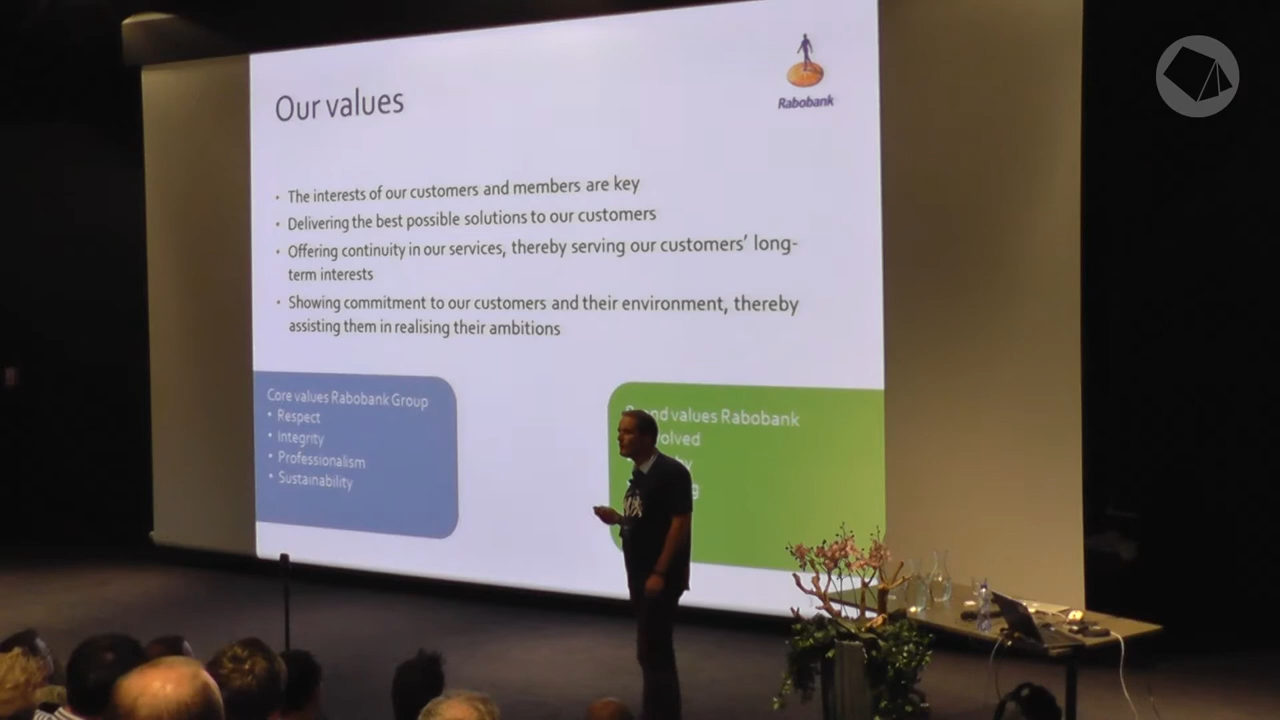 Our values
Rabobank
• The interests of our customers and members are key
• Delivering the best possible solutions to our customers
• Offering continuity in our services, thereby serving our customers' long-
term interests
• Showing commitment to our customers and their environment, thereby
assisting them in realising their ambitions
Core values Rabobank Group
• Respect
• Integrity
• Professionalism
• Sustainability
values Rabobank